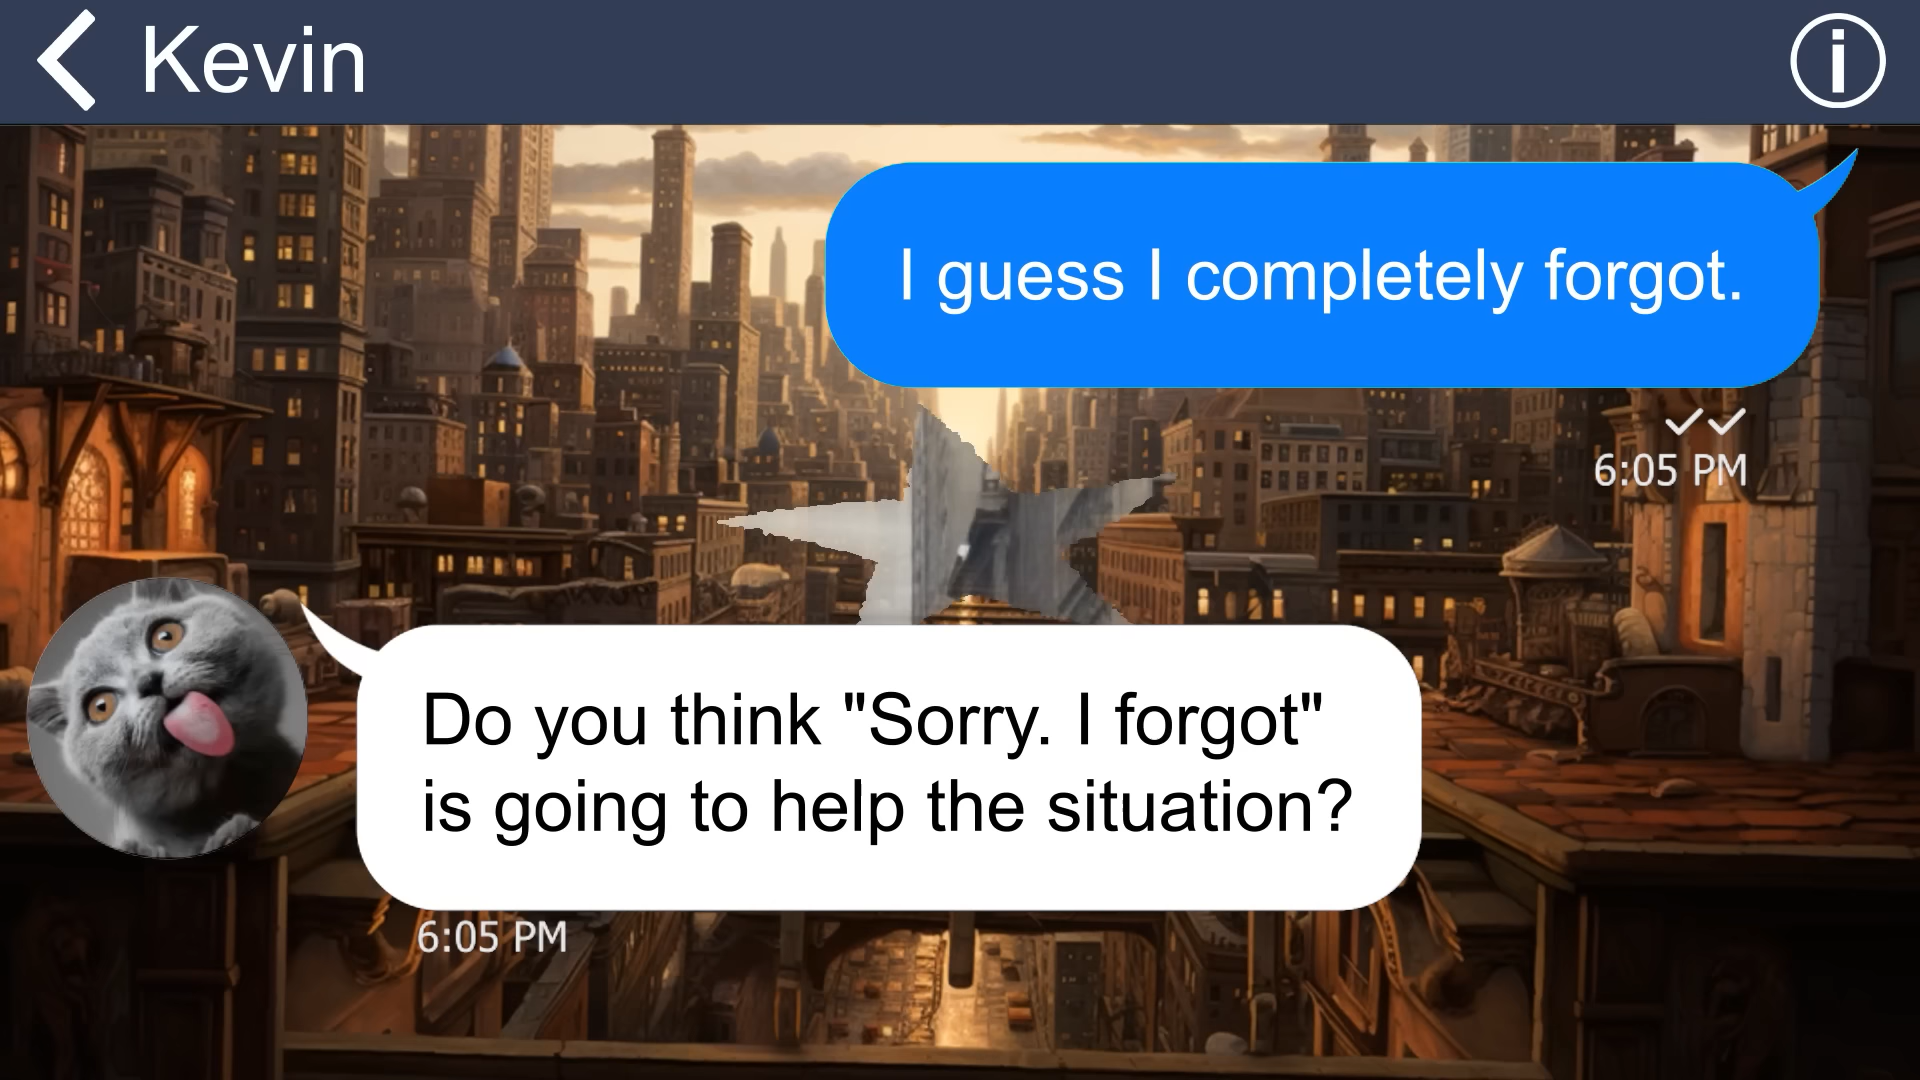 Kevin
I guess I completely forgot.
6:05 PM
Do you think "Sorry. I forgot"
is going to help the situation?
6:05 PM